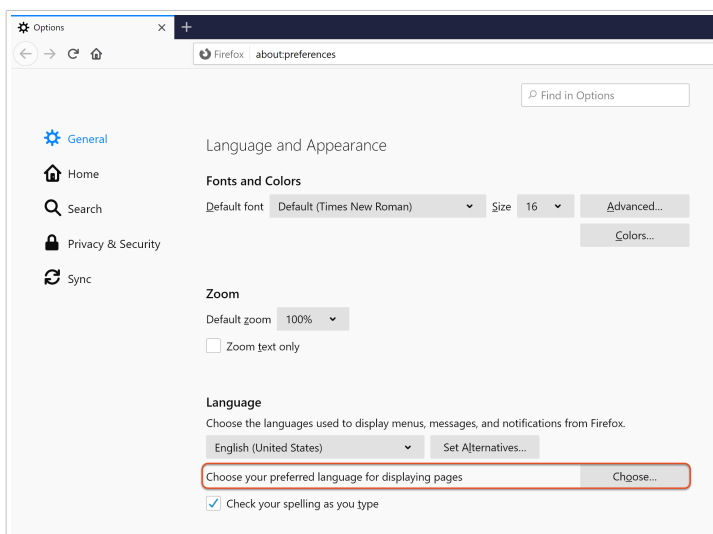 Options
Firefox about:preferences
Find in Options
General
Home
Search
Privacy & Security
Sync
Language and Appearance
Fonts and Colors
Default font Default (Times New Roman) Size 16 Advanced...
Colors...
Zoom
Default zoom 100%
Zoom text only
Language
Choose the languages used to display menus, messages, and notifications from Firefox.
English (United States) Set Alternatives...
Choose your preferred language for displaying pages Choose...
Check your spelling as you type